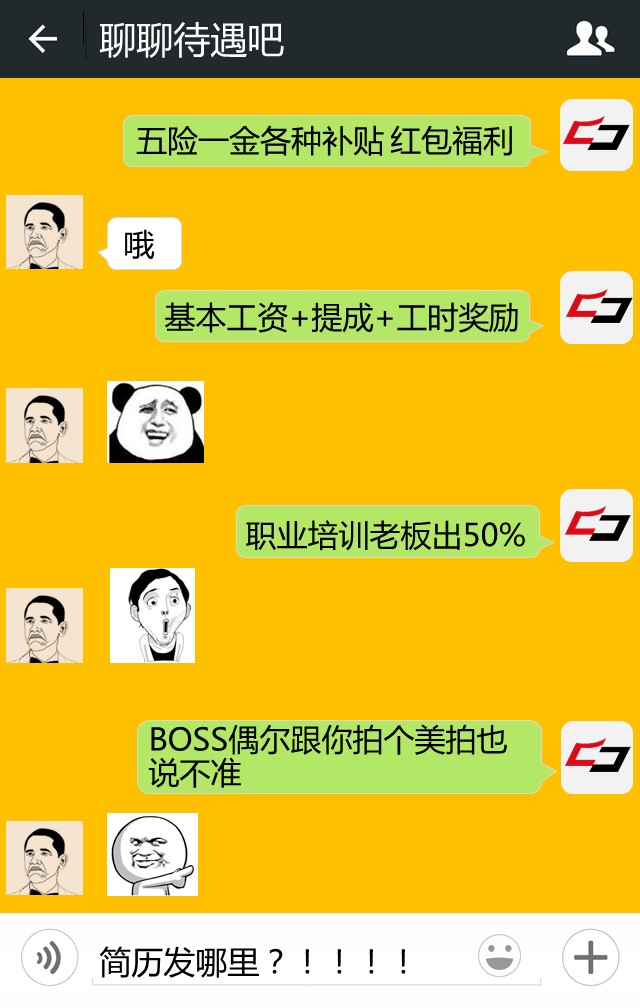 聊聊待遇吧
五险一金各种补贴 红包福利
哦
基本工资+提成+工时奖励
职业培训老板出50%
BOSS偶尔跟你拍个美拍也
说不准
简历发哪里？！！！！！